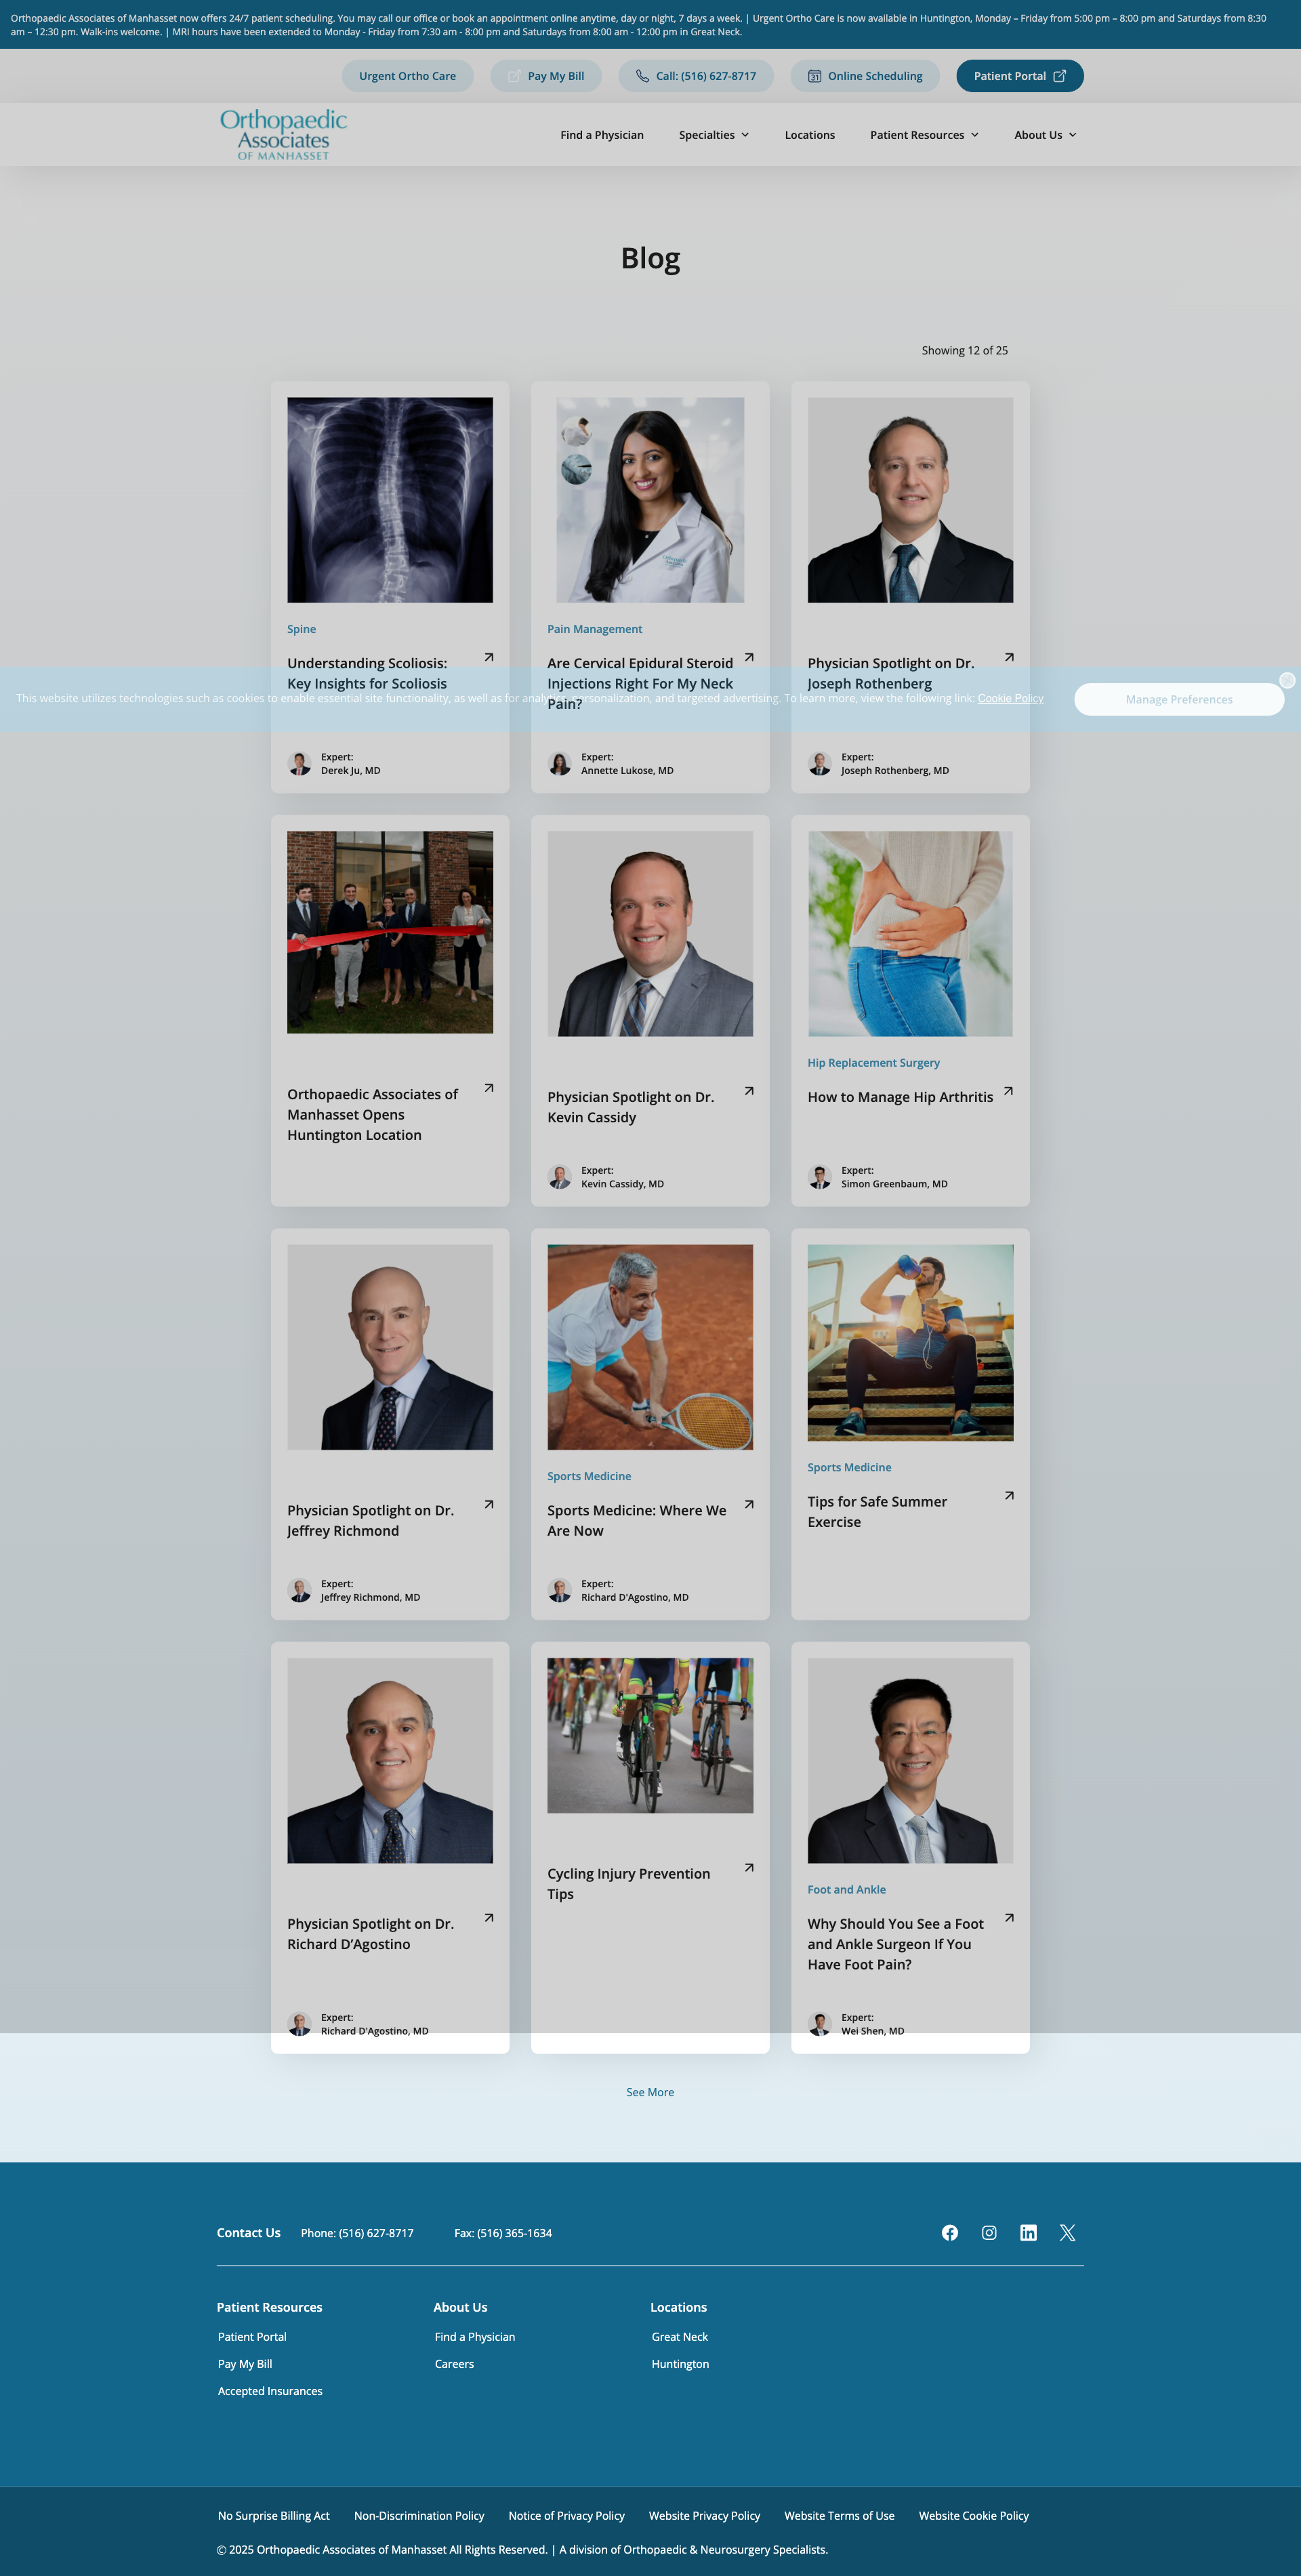 Orthopaedic Associates of Manhasset now offers 24/7 patient scheduling. You may call our office or book an appointment online anytime, day or night, 7 days a week. | Urgent Ortho Care is now available in Huntington, Monday – Friday from 5:00 pm – 8:00 pm and Saturdays from 8:30
am – 12:30 pm. Walk-ins welcome. | MRI hours have been extended to Monday - Friday from 7:30 am - 8:00 pm and Saturdays from 8:00 am - 12:00 pm in Great Neck.
Urgent Ortho Care
Pay My Bill
Call: (516) 627-8717
31
Online Scheduling
Patient Portal
Orthopaedic
Associates
OF MANHASSET
Find a Physician
Specialties
Locations
Patient Resources
About Us
Blog
Showing 12 of 25
Spine
Understanding Scoliosis:
Key Insights for Scoliosis
Expert:
Derek Ju, MD
Pain Management
Are Cervical Epidural Steroid
Injections Right For My Neck
Pain?
Expert:
Annette Lukose, MD
Physician Spotlight on Dr.
Joseph Rothenberg
Expert:
Joseph Rothenberg, MD
This website utilizes technologies such as cookies to enable essential site functionality, as well as for analytics, personalization, and targeted advertising. To learn more, view the following link: Cookie Policy
Manage Preferences
Orthopaedic Associates of
Manhasset Opens
Huntington Location
Physician Spotlight on Dr.
Kevin Cassidy
Expert:
Kevin Cassidy, MD
Hip Replacement Surgery
How to Manage Hip Arthritis
Expert:
Simon Greenbaum, MD
Physician Spotlight on Dr.
Jeffrey Richmond
Expert:
Jeffrey Richmond, MD
Sports Medicine
Sports Medicine: Where We
Are Now
Expert:
Richard D'Agostino, MD
Sports Medicine
Tips for Safe Summer
Exercise
Physician Spotlight on Dr.
Richard D’Agostino
Expert:
Richard D'Agostino, MD
Cycling Injury Prevention
Tips
Foot and Ankle
Why Should You See a Foot
and Ankle Surgeon If You
Have Foot Pain?
Expert:
Wei Shen, MD
See More
Contact Us
Phone: (516) 627-8717
Fax: (516) 365-1634
Patient Resources
Patient Portal
Pay My Bill
Accepted Insurances
About Us
Find a Physician
Careers
Locations
Great Neck
Huntington
No Surprise Billing Act
Non-Discrimination Policy
Notice of Privacy Policy
Website Privacy Policy
Website Terms of Use
Website Cookie Policy
© 2025 Orthopaedic Associates of Manhasset All Rights Reserved. | A division of Orthopaedic & Neurosurgery Specialists.